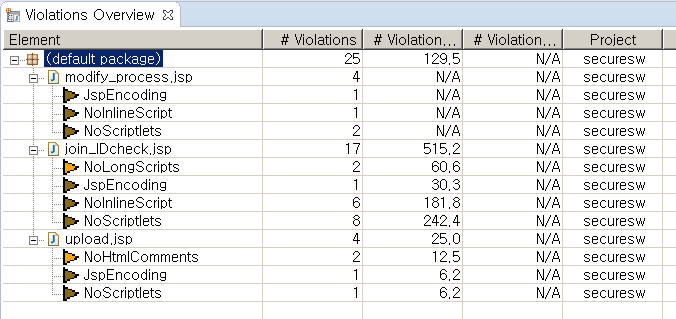 Violations Overview
Element # Violations # Violation... # Violation... Project
(default package) 25 129,5 N/A securesw
modify_process,jsp 4 N/A N/A securesw
JspEncoding 1 N/A N/A securesw
NoInlineScript 1 N/A N/A securesw
NoScriptlets 2 N/A N/A securesw
join_IDcheck,jsp 17 515,2 N/A securesw
NoLongScripts 2 60,6 N/A securesw
JspEncoding 1 30,3 N/A securesw
NoInlineScript 6 181,8 N/A securesw
NoScriptlets 8 242,4 N/A securesw
upload,jsp 4 25,0 N/A securesw
NoHtmlComments 2 12,5 N/A securesw
JspEncoding 1 6,2 N/A securesw
NoScriptlets 1 6,2 N/A securesw